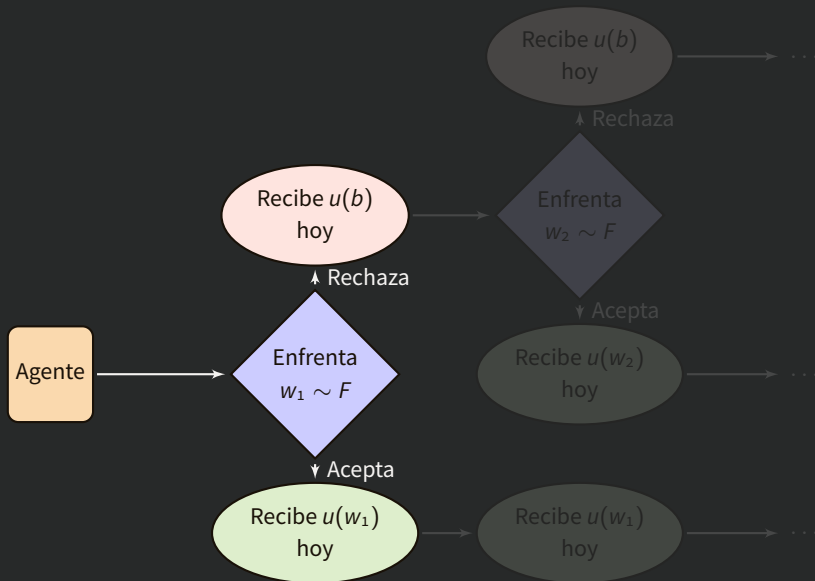 Recibe u(b)
hoy
Rechaza
Enfrenta
w₂ ∼ F
Acepta
Recibe u(w₂)
hoy
Recibe u(b)
hoy
Rechaza
Agente
Enfrenta
w₁ ∼ F
Acepta
Recibe u(w₁)
hoy
Recibe u(w₁)
hoy